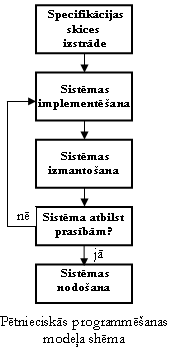 Specifikācijas
skices
izstrāde
Sistēmas
implementēšana
Sistēmas
izmantošana
Sistēma atbilst
prasībām?
nē
jā
Sistēmas
nodošana
Pētnieciskās programmēšanas
modeļa shēma